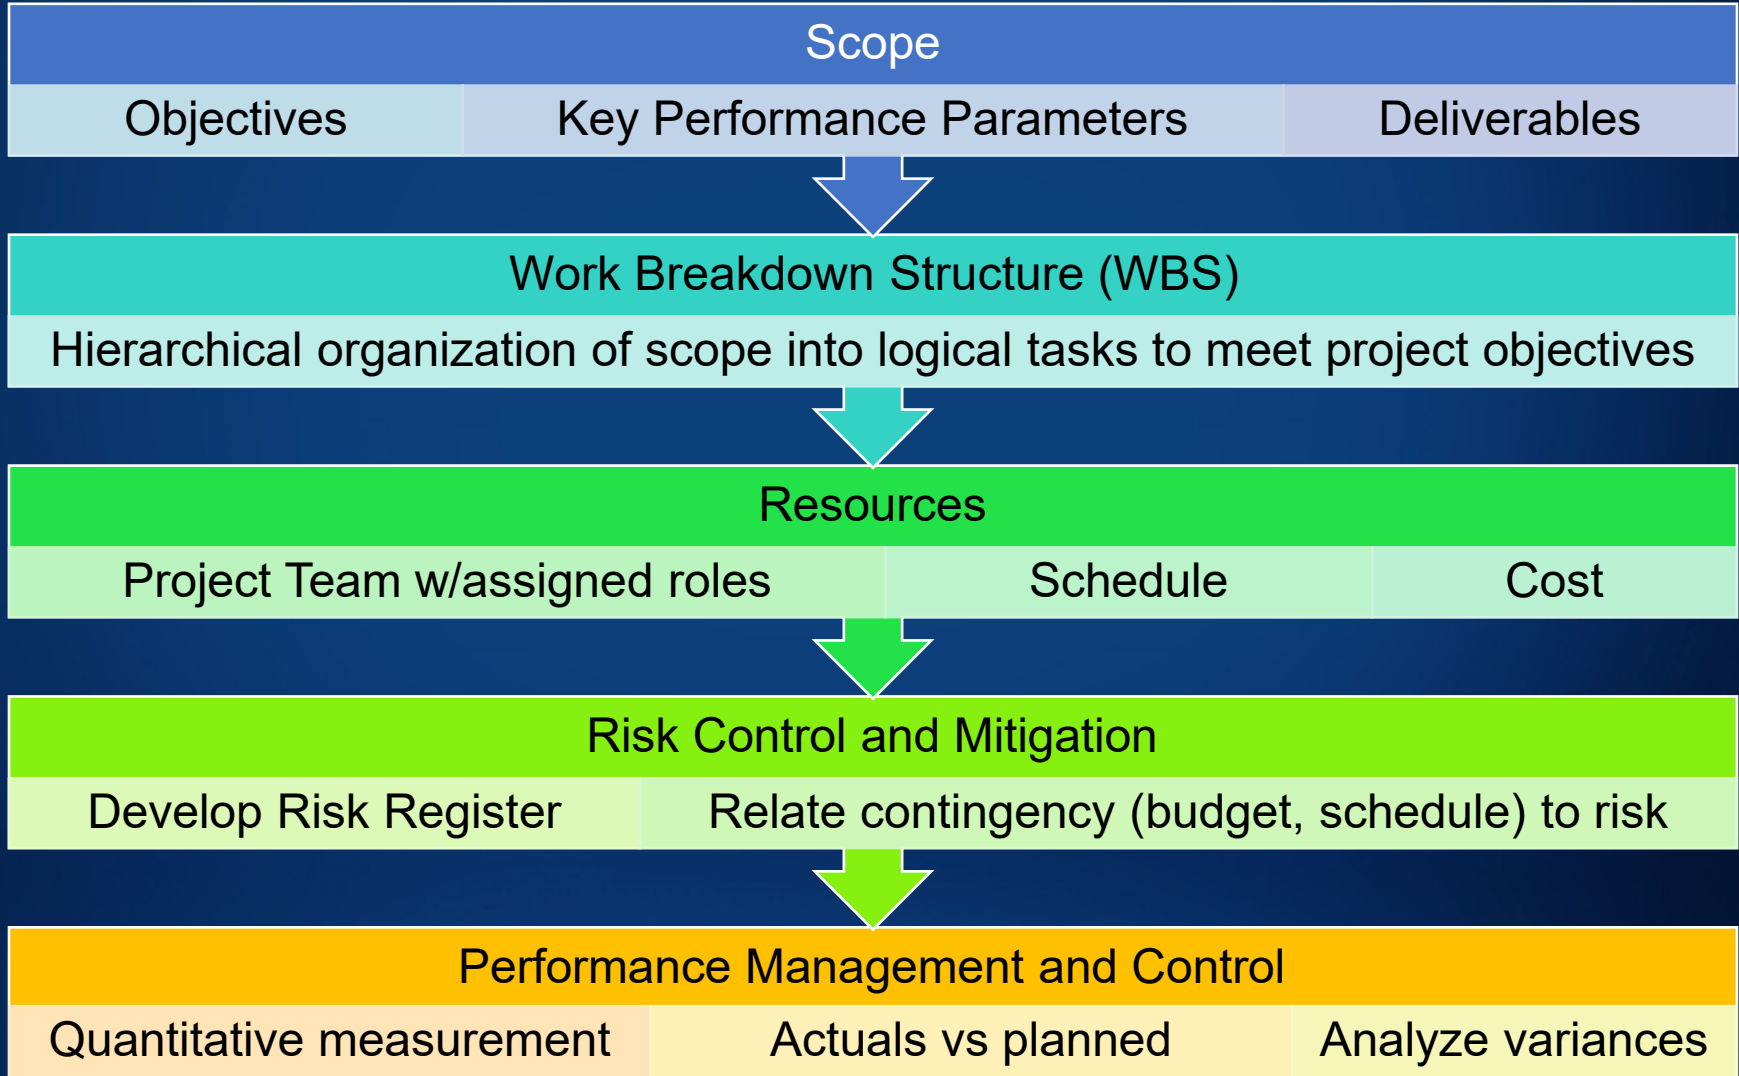 Scope
Objectives
Key Performance Parameters
Deliverables
Work Breakdown Structure (WBS)
Hierarchical organization of scope into logical tasks to meet project objectives
Resources
Project Team w/assigned roles
Schedule
Cost
Risk Control and Mitigation
Develop Risk Register
Relate contingency (budget, schedule) to risk
Performance Management and Control
Quantitative measurement
Actuals vs planned
Analyze variances